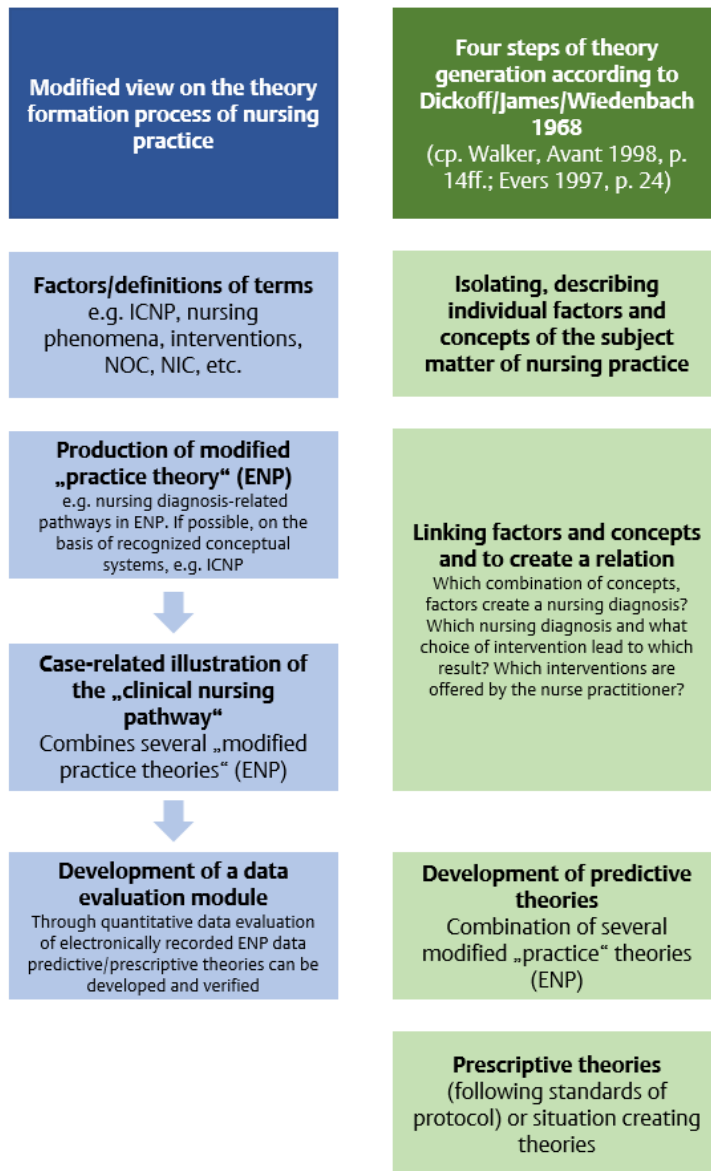 Modified view on the theory
formation process of nursing
practice
Four steps of theory
generation according to
Dickoff/James/Wiedenbach
1968
(cp. Walker, Avant 1998, p.
14ff.; Evers 1997, p. 24)
Factors/definitions of terms
e.g. ICNP, nursing
phenomena, interventions,
NOC, NIC, etc.
Isolating, describing
individual factors and
concepts of the subject
matter of nursing practice
Production of modified
„practice theory“ (ENP)
e.g. nursing diagnosis-related
pathways in ENP. If possible, on the
basis of recognized conceptual
systems, e.g. ICNP
Case-related illustration of
the „clinical nursing
pathway“
Combines several „modified
practice theories“ (ENP)
Linking factors and concepts
and to create a relation
Which combination of concepts,
factors create a nursing diagnosis?
Which nursing diagnosis and what
choice of intervention lead to which
result? Which interventions are
offered by the nurse practitioner?
Development of a data
evaluation module
Through quantitative data evaluation
of electronically recorded ENP data
predictive/prescriptive theories can be
developed and verified
Development of predictive
theories
Combination of several
modified „practice“ theories
(ENP)
Prescriptive theories
(following standards of
protocol) or situation creating
theories